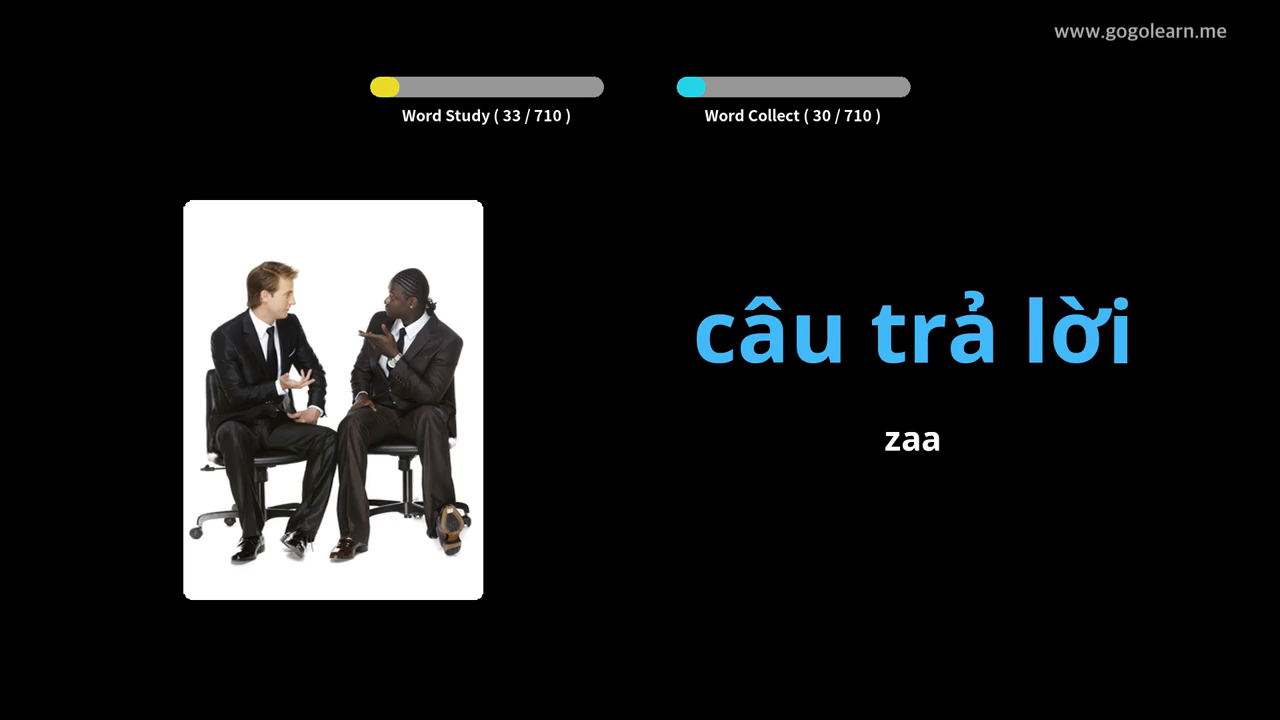 www.gogolearn.me
Word Study ( 33 / 710 )
Word Collect ( 30 / 710 )
câu trả lời
zaa